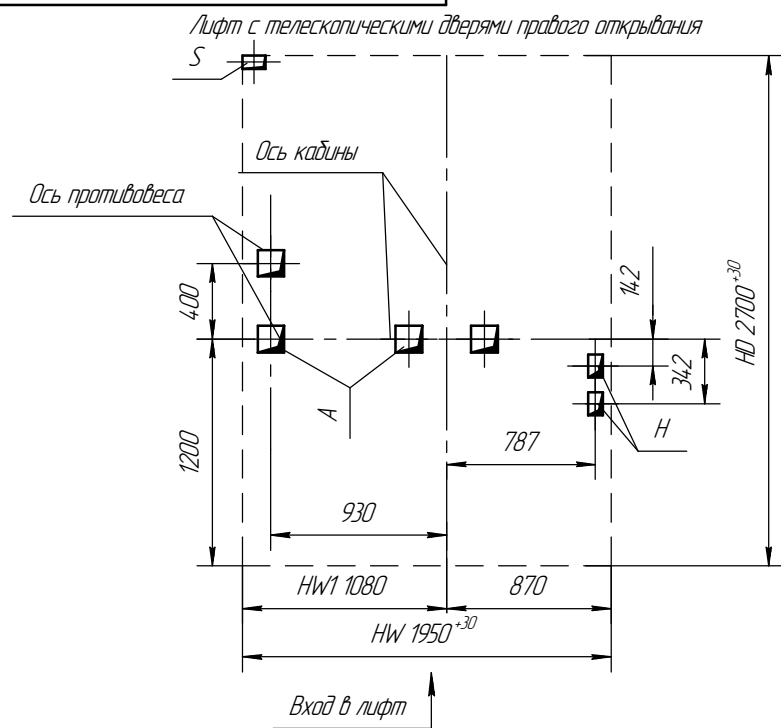 Лифт с телескопическими дверями правого открывания
S
Ось кабины
Ось противовеса
400
142
HD 2700+30
342
A
H
1200
787
930
HW1 1080
870
HW 1950+30
Вход в лифт